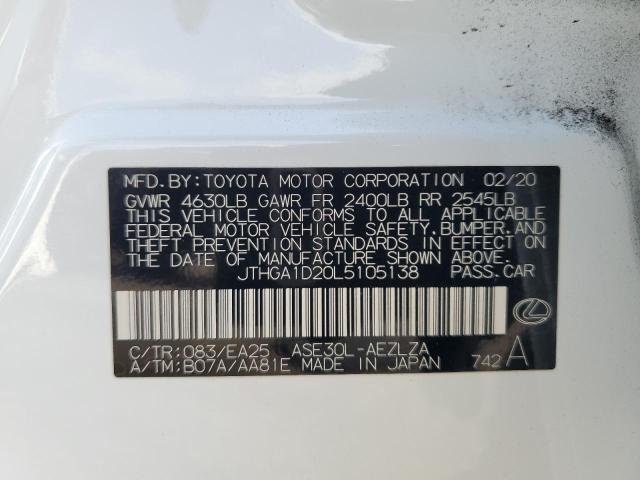 MFD. BY: TOYOTA MOTOR CORPORATION 02/20
GVWR 4630LB GAWR FR 2400LB RR 2545LB
THIS VEHICLE CONFORMS TO ALL APPLICABLE
FEDERAL MOTOR VEHICLE SAFETY, BUMPER, AND
THEFT PREVENTION STANDARDS IN EFFECT ON
THE DATE OF MANUFACTURE SHOWN ABOVE.
JTHGA1D20L5105138 PASS.CAR
C/TR: 083/EA25 ASE30L-AEZLZA
A/TM: B07A/AA81E MADE IN JAPAN 742 A